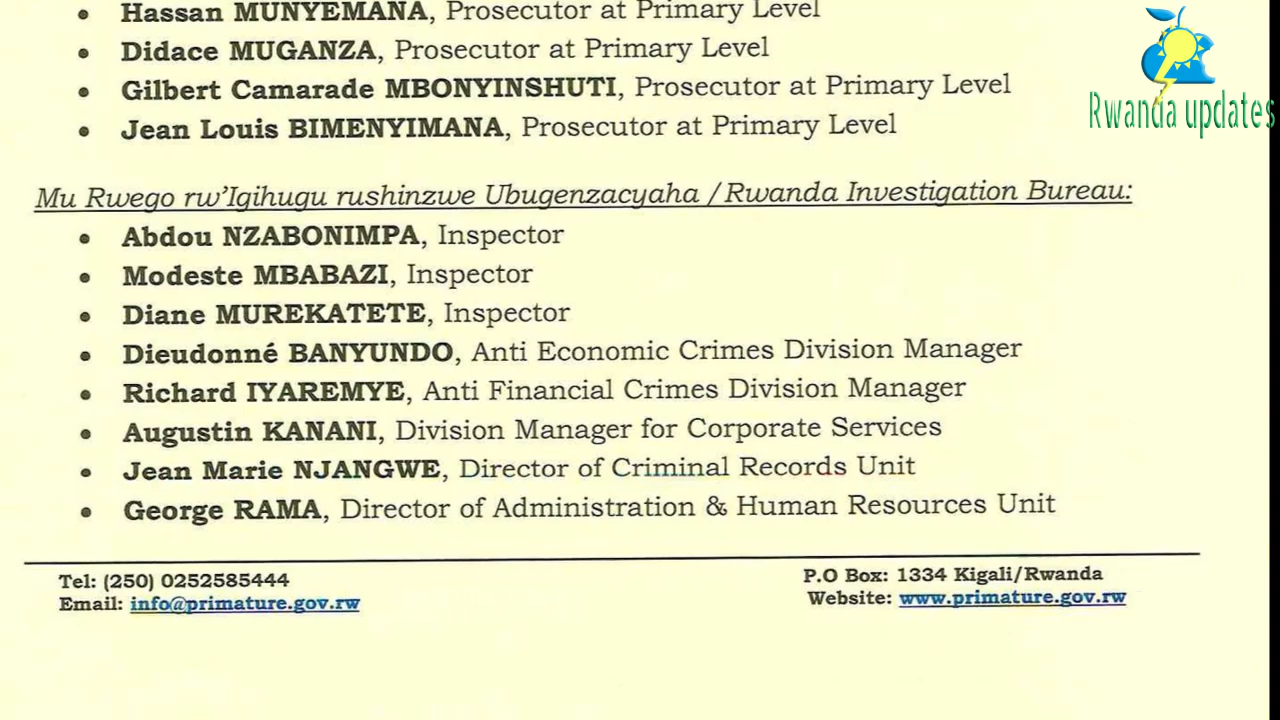 Hassan MUNYEMANA, Prosecutor at Primary Level
• Didace MUGANZA, Prosecutor at Primary Level
• Gilbert Camarade MBONYINSHUTI, Prosecutor at Primary Level
• Jean Louis BIMENYIMANA, Prosecutor at Primary Level
Rwanda updates
Mu Rwego rw'Igihugu rushinzwe Ubugenzacyaha /Rwanda Investigation Bureau:
• Abdou NZABONIMPA, Inspector
• Modeste MBABAZI, Inspector
• Diane MUREKATETE, Inspector
• Dieudonné BANYUNDO, Anti Economic Crimes Division Manager
• Richard IYAREMYE, Anti Financial Crimes Division Manager
• Augustin KANANI, Division Manager for Corporate Services
• Jean Marie NJANGWE, Director of Criminal Records Unit
• George RAMA, Director of Administration & Human Resources Unit
Tel: (250) 0252585444
Email: info@primature.gov.rw
P.O Box: 1334 Kigali/Rwanda
Website: www.primature.gov.rw